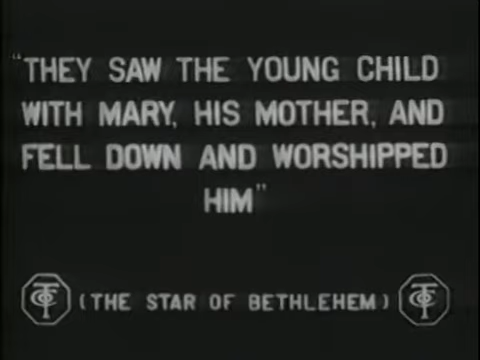 "THEY SAW THE YOUNG CHILD
WITH MARY, HIS MOTHER, AND
FELL DOWN AND WORSHIPPED
HIM"
(THE STAR OF BETHLEHEM)